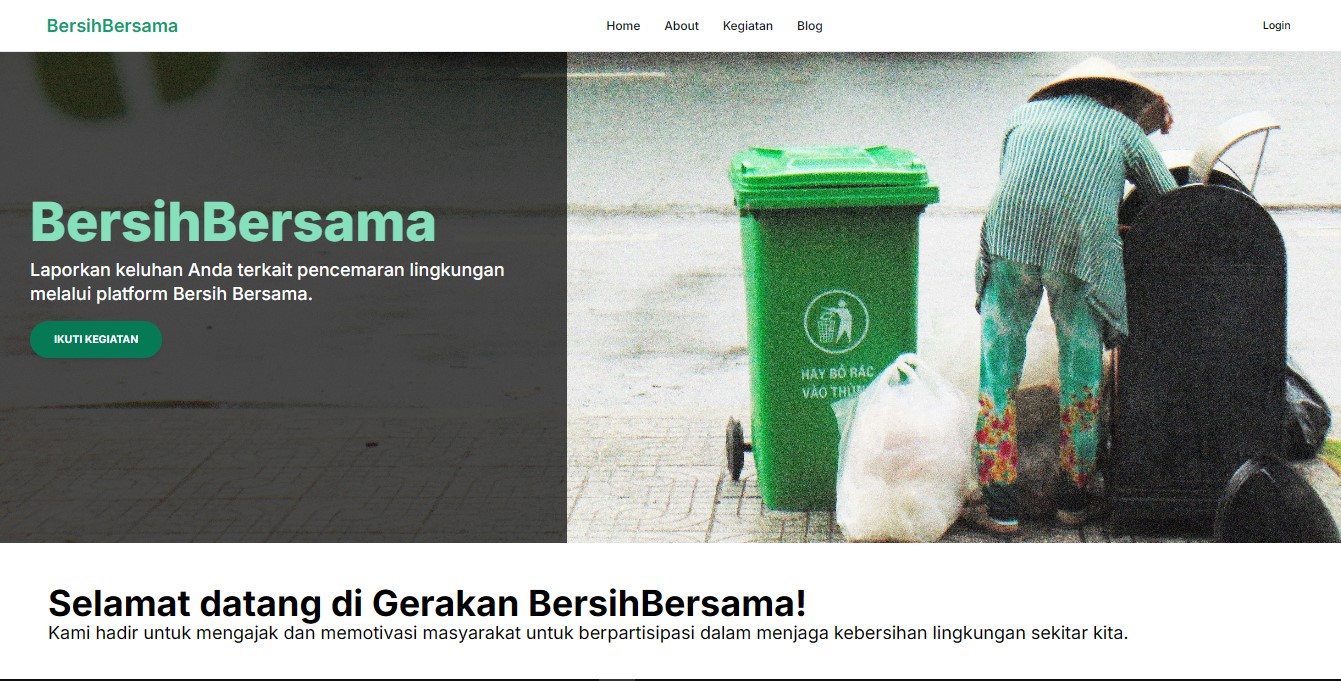 BersihBersama
Home About Kegiatan Blog
Login
BersihBersama
Laporkan keluhan Anda terkait pencemaran lingkungan
melalui platform Bersih Bersama.
IKUTI KEGIATAN
HÃY BỎ RÁC
VÀO THÙNG
Selamat datang di Gerakan BersihBersama!
Kami hadir untuk mengajak dan memotivasi masyarakat untuk berpartisipasi dalam menjaga kebersihan lingkungan sekitar kita.